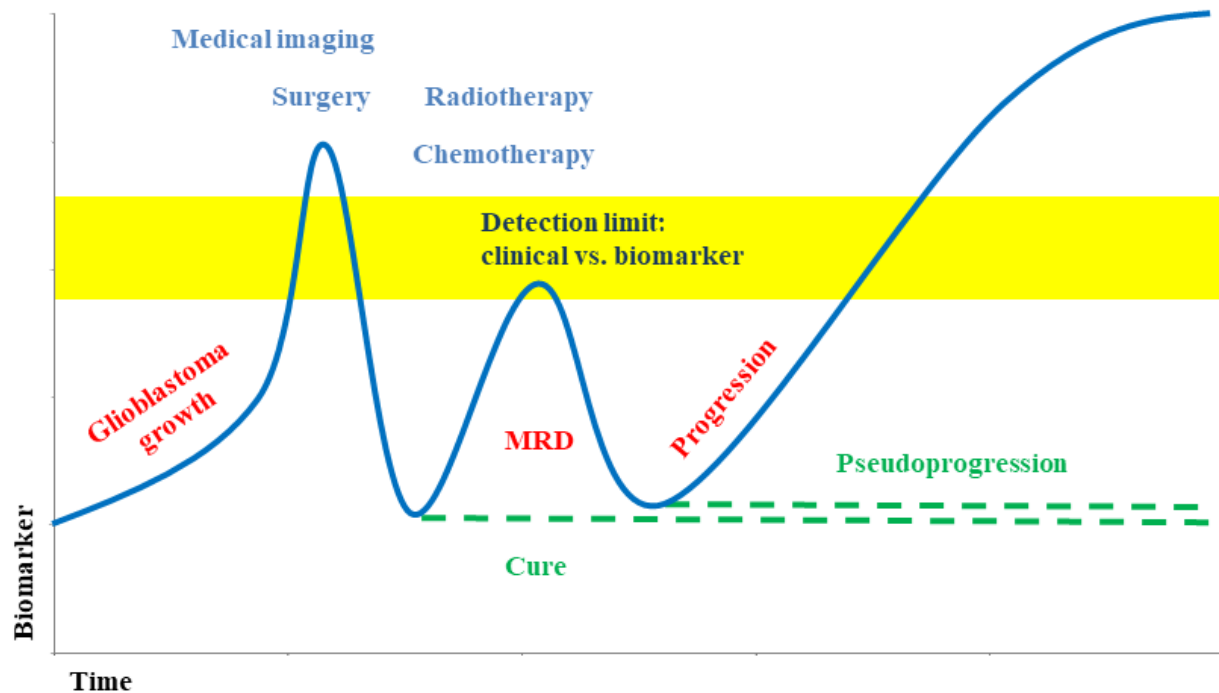 Medical imaging
Surgery
Radiotherapy
Chemotherapy
Detection limit:
clinical vs. biomarker
Glioblastoma
growth
MRD
Progression
Pseudoprogression
Cure
Biomarker
Time